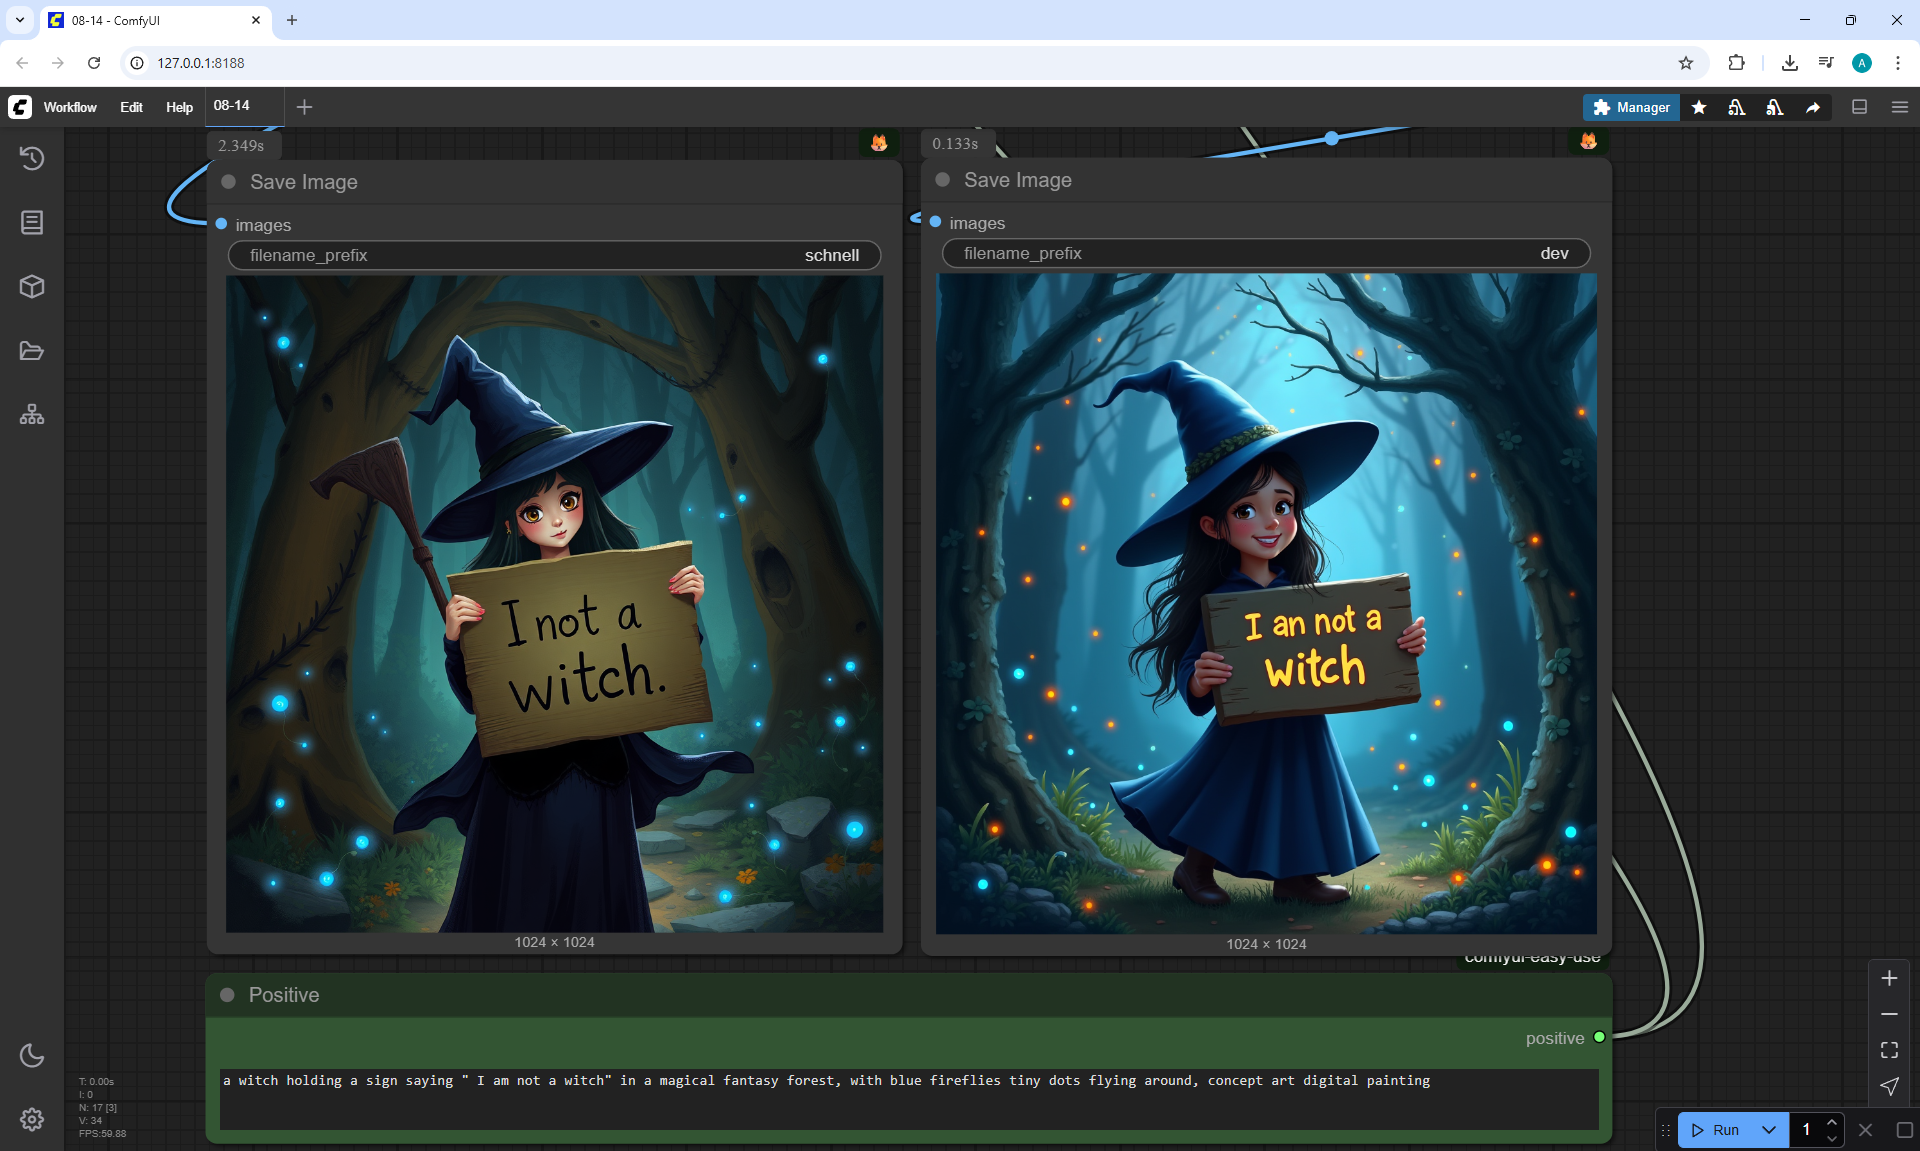 08-14 - ComfyUI
127.0.0.1:8188
Workflow Edit Help 08-14
Manager
2.349s
Save Image
images
filename_prefix schnell
I not a
witch.
1024 × 1024
0.133s
Save Image
images
filename_prefix dev
I an not a
witch
1024 × 1024
comfyui-easy-use
Positive
positive
a witch holding a sign saying " I am not a witch" in a magical fantasy forest, with blue fireflies tiny dots flying around, concept art digital painting
T: 0.00s
I: 0
N: 17 [3]
V: 34
FPS:59.88
Run 1
A